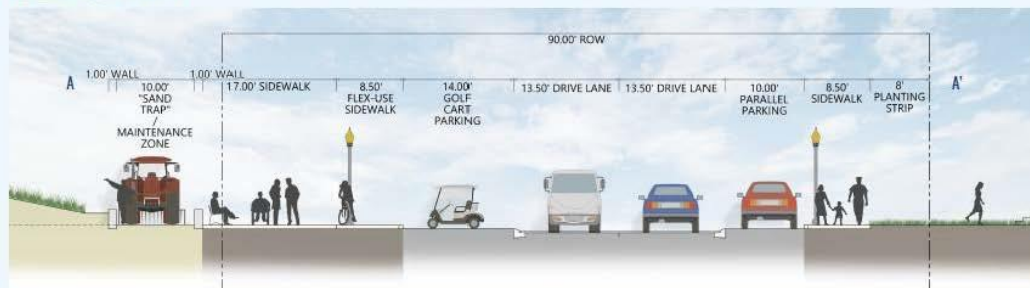 90.00' ROW
1.00' WALL
1.00' WALL
A
10.00'
"SAND
TRAP"
/
MAINTENANCE
ZONE
17.00' SIDEWALK
8.50'
FLEX-USE
SIDEWALK
14.00'
GOLF
CART
PARKING
13.50' DRIVE LANE
13.50' DRIVE LANE
10.00'
PARALLEL
PARKING
8.50'
SIDEWALK
8'
PLANTING
STRIP
A'